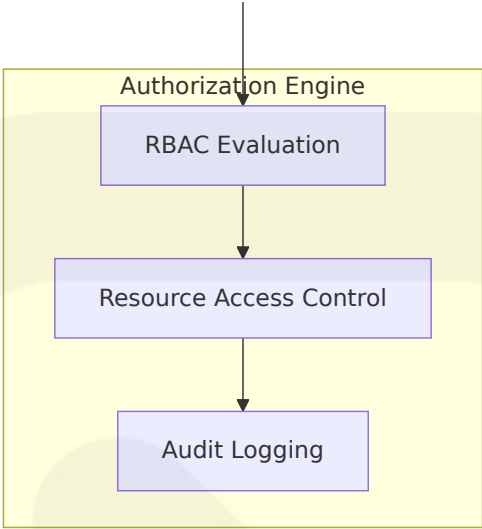 Authorization Engine
RBAC Evaluation
Resource Access Control
Audit Logging